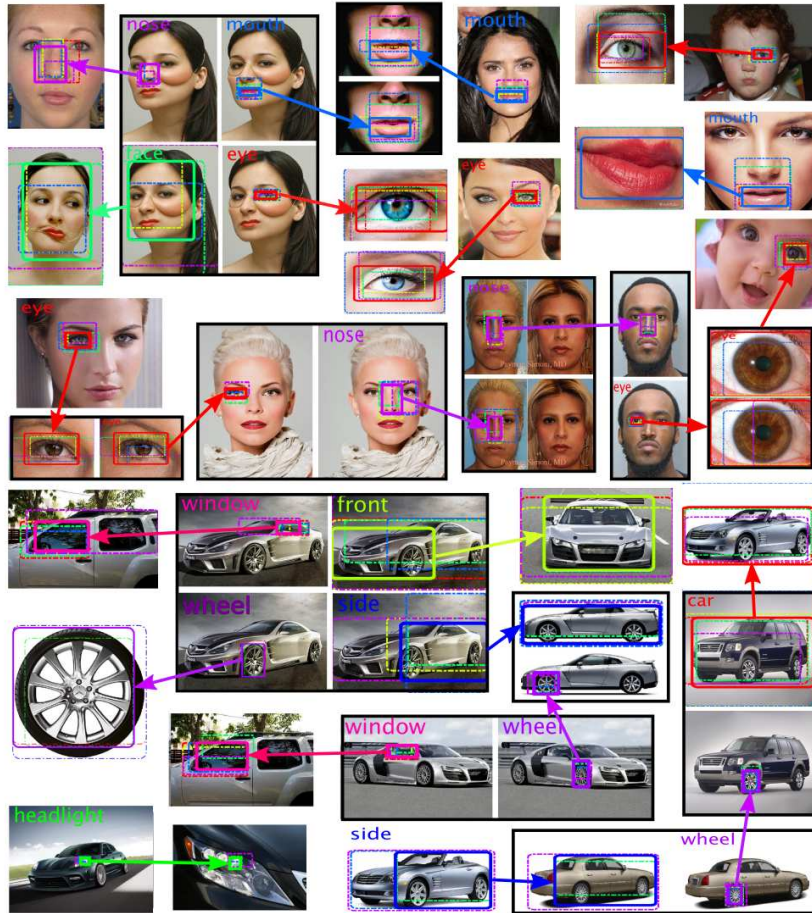 nose
mouth
mouth
mouth
face
eye
eye
eye
nose
nose
eye
eye
window
front
wheel
side
car
window
wheel
headlight
side
wheel